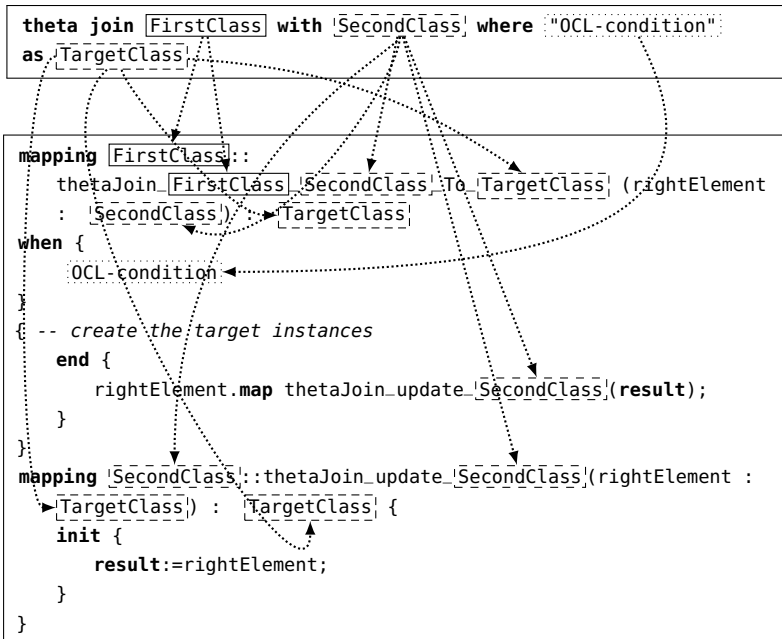 theta join FirstClass with SecondClass where "OCL-condition"
as TargetClass
mapping FirstClass::
thetaJoin_FirstClass_SecondClass_To_TargetClass (rightElement
: SecondClass) : TargetClass
when {
OCL-condition
}
{ -- create the target instances
end {
rightElement.map thetaJoin_update_SecondClass(result);
}
}
mapping SecondClass::thetaJoin_update_SecondClass(rightElement :
TargetClass) : TargetClass {
init {
result:=rightElement;
}
}